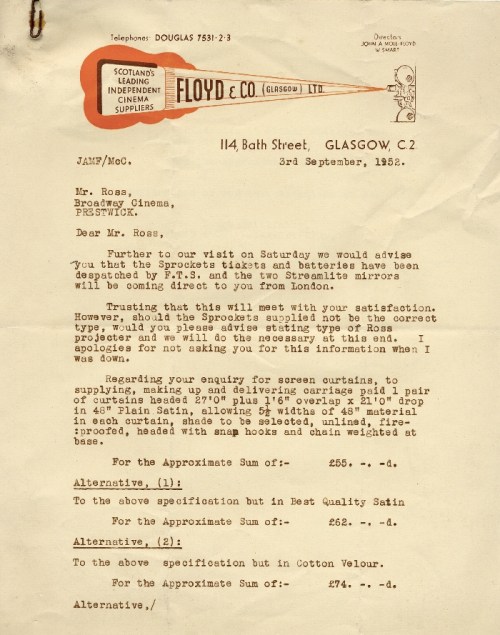 Telephones DOUGLAS 7531·2·3
Directors
JOHN A. MOIR FLOYD
W SMART
SCOTLAND'S
LEADING
INDEPENDENT
CINEMA
SUPPLIERS
FLOYD & CO. (GLASGOW) LTD.
114, Bath Street, GLASGOW, C.2
JAMF/McC.
3rd September, 1952.
Mr. Ross,
Broadway Cinema,
PRESTWICK.
Dear Mr. Ross,
Further to our visit on Saturday we would advise
you that the Sprockets tickets and batteries have been
despatched by F.T.S. and the two Streamlite mirrors
will be coming direct to you from London.
Trusting that this will meet with your satisfaction.
However, should the Sprockets supplied not be the correct
type, would you please advise stating type of Ross
projecter and we will do the necessary at this end. I
apologies for not asking you for this information when I
was down.
Regarding your enquiry for screen curtains, to
supplying, making up and delivering carriage paid 1 pair
of curtains headed 27'0" plus 1'6" overlap x 21'0" drop
in 48" Plain Satin, allowing 5½ widths of 48" material
in each curtain, shade to be selected, unlined, fire-
:proofed, headed with snap hooks and chain weighted at
base.
For the Approximate Sum of:- £55. -. -d.
Alternative, (1):
To the above specification but in Best Quality Satin
For the Approximate Sum of:- £62. -. -d.
Alternative, (2):
To the above specification but in Cotton Velour.
For the Approximate Sum of:- £74. -. -d.
Alternative,/